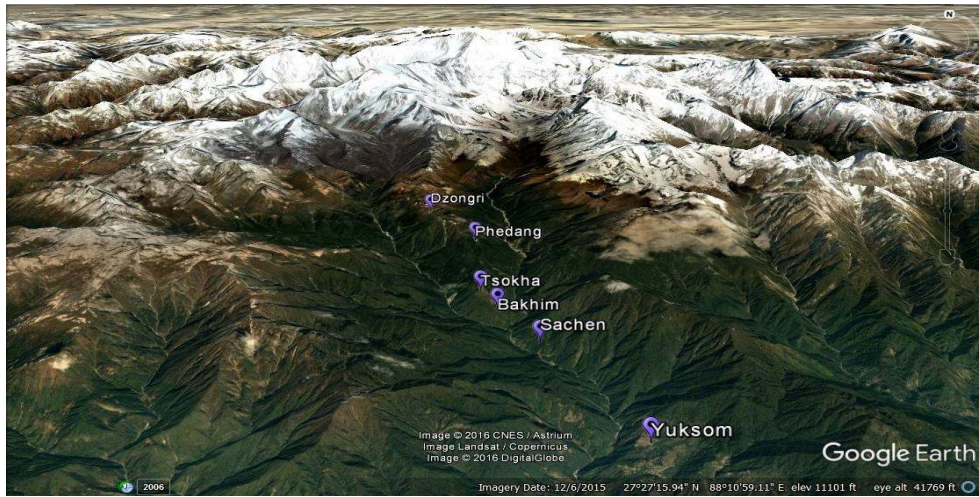 N
Dzongri
Phedang
Tsokha
Bakhim
Sachen
Yuksom
Image © 2016 CNES / Astrium
Image Landsat / Copernicus
Image © 2016 DigitalGlobe
Google Earth
2006
Imagery Date: 12/6/2015 27°27'15.94" N 88°10'59.11" E elev 11101 ft eye alt 41769 ft